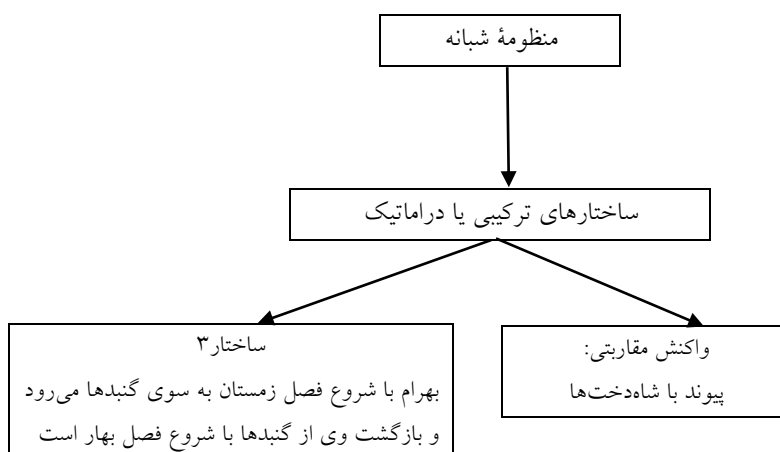 منظومهٔ شبانه
ساختارهای ترکیبی یا دراماتیک
واکنش مقاربتی:
پیوند با شاه‌دخت‌ها
ساختار۳
بهرام با شروع فصل زمستان به سوی گنبدها می‌رود
و بازگشت وی از گنبدها با شروع فصل بهار است